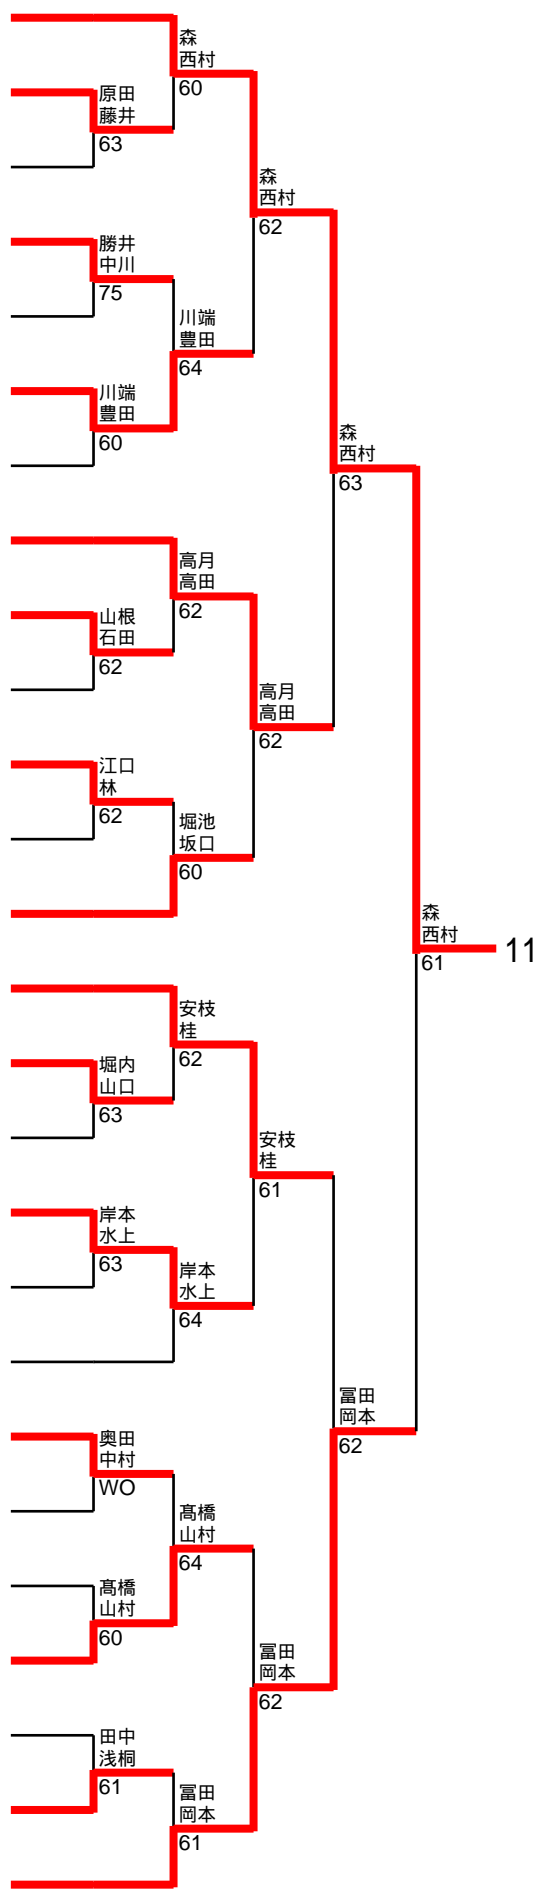 森
西村
60
原田
藤井
63
森
西村
62
勝井
中川
75
川端
豊田
64
川端
豊田
60
森
西村
63
高月
高田
62
山根
石田
62
高月
高田
62
江口
林
62
堀池
坂口
60
森
西村
61
11
安枝
桂
62
堀内
山口
63
安枝
桂
61
岸本
水上
63
岸本
水上
64
冨田
岡本
62
奥田
中村
WO
髙橋
山村
64
髙橋
山村
60
冨田
岡本
62
田中
浅桐
61
冨田
岡本
61